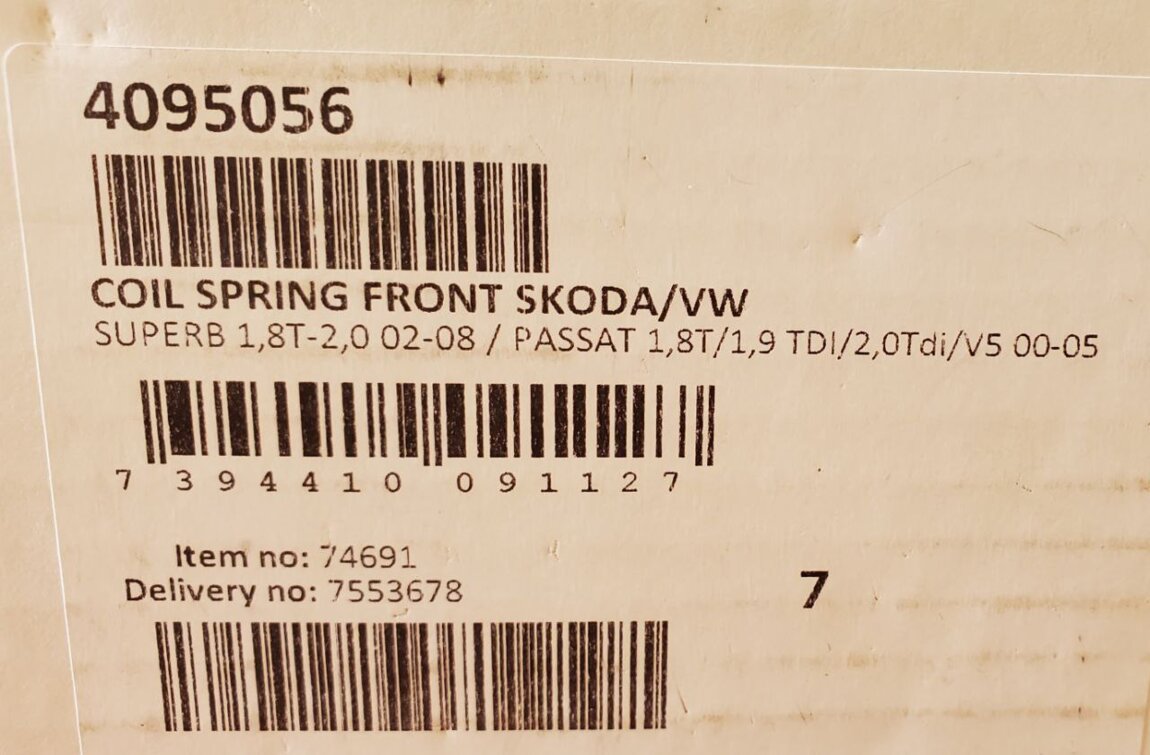 4095056
COIL SPRING FRONT SKODA/VW
SUPERB 1,8T-2,0 02-08 / PASSAT 1,8T/1,9 TDI/2,0Tdi/V5 00-05
7 394410 091127
Item no: 74691
Delivery no: 7553678
7